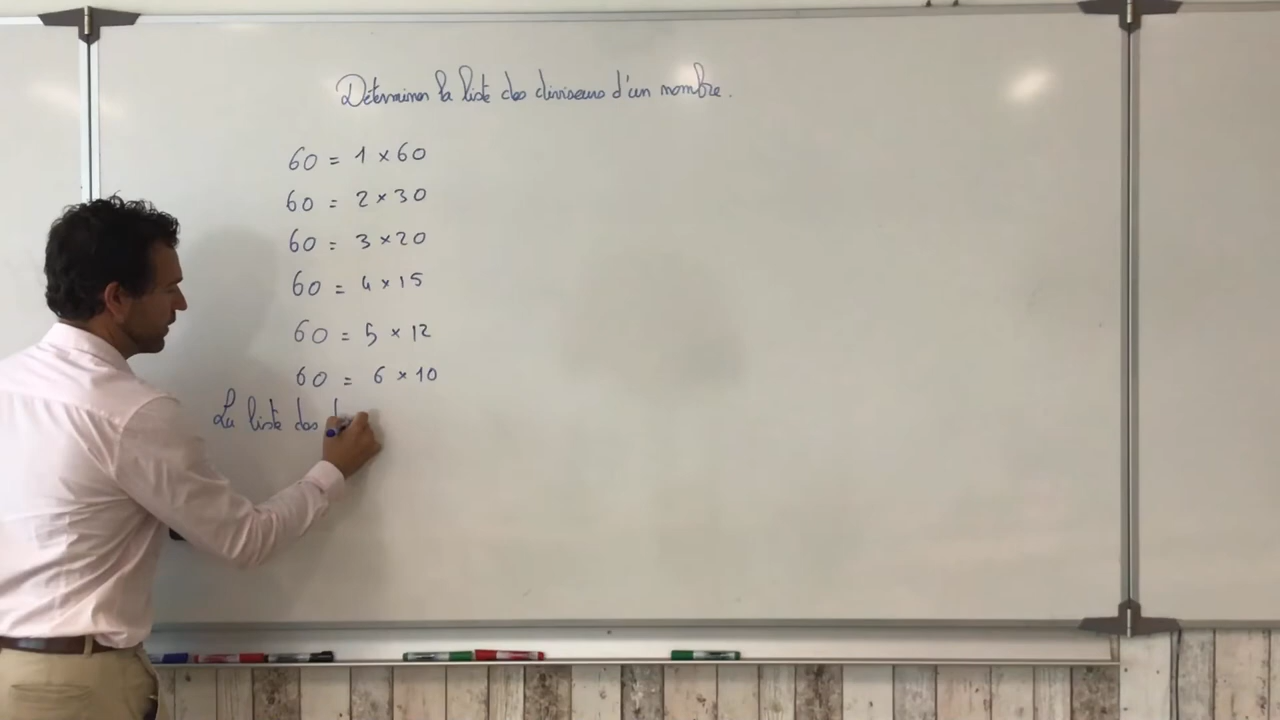 Déterminer la liste des diviseurs d'un nombre.
60 = 1 × 60
60 = 2 × 30
60 = 3 × 20
60 = 4 × 15
60 = 5 × 12
60 = 6 × 10
La liste des